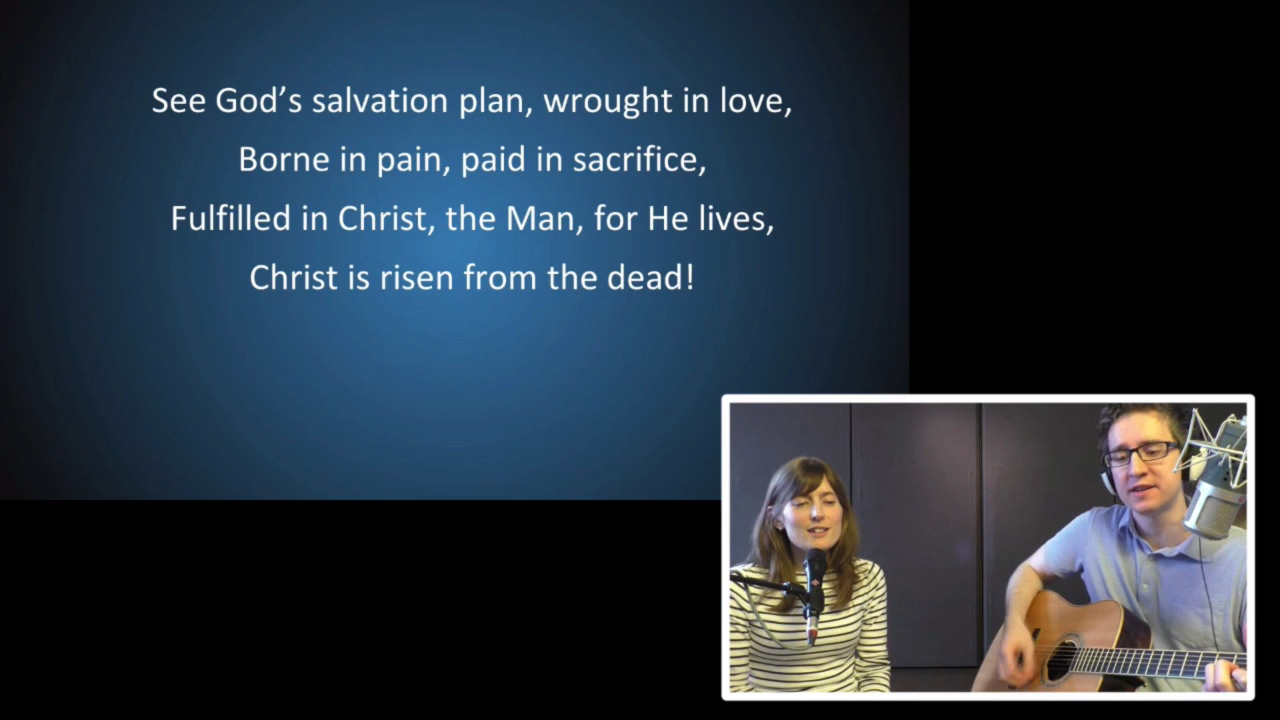 See God’s salvation plan, wrought in love,
Borne in pain, paid in sacrifice,
Fulfilled in Christ, the Man, for He lives,
Christ is risen from the dead!